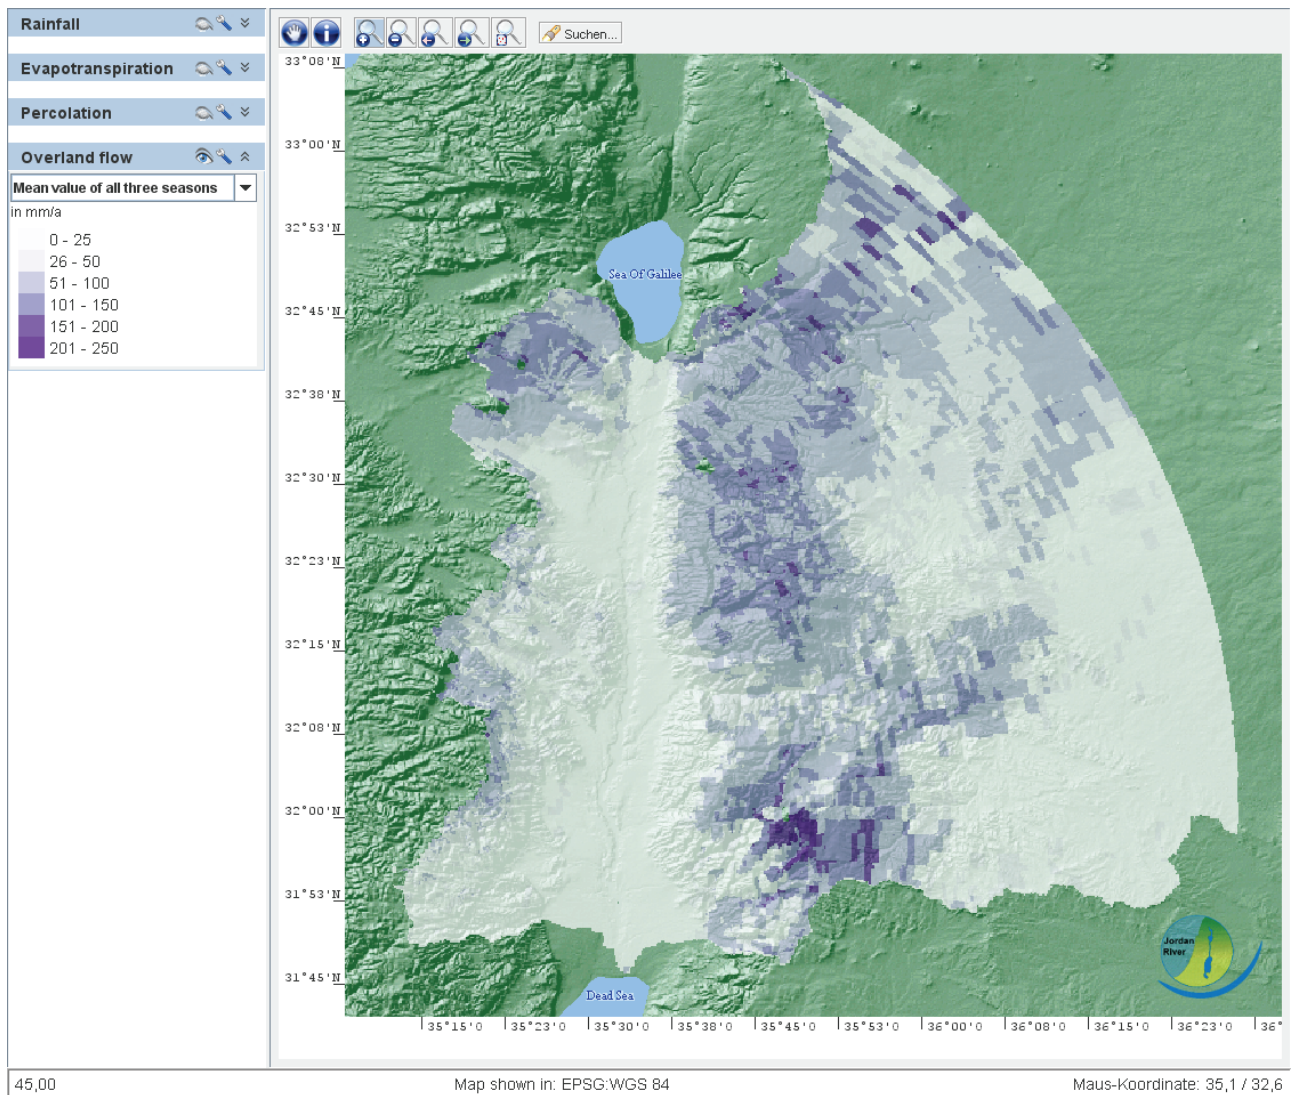 Rainfall
Evapotranspiration
Percolation
Overland flow
Mean value of all three seasons
in mm/a
0 - 25
26 - 50
51 - 100
101 - 150
151 - 200
201 - 250
Suchen...
33°08'N
33°00'N
32°53'N
32°45'N
32°38'N
32°30'N
32°23'N
32°15'N
32°08'N
32°00'N
31°53'N
31°45'N
Sea Of Galilee
Dead Sea
Jordan
River
35°15'0 35°23'0 35°30'0 35°38'0 35°45'0 35°53'0 36°00'0 36°08'0 36°15'0 36°23'0 36°
45,00 Map shown in: EPSG:WGS 84 Maus-Koordinate: 35,1 / 32,6